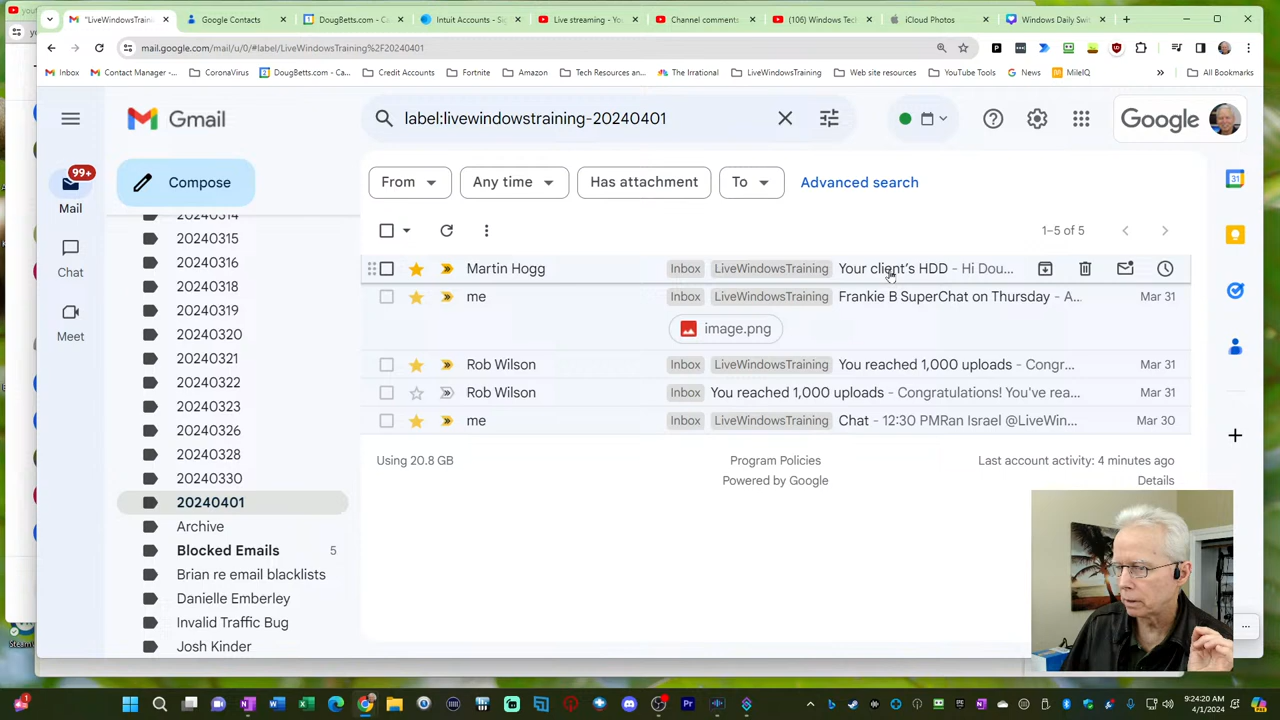 youtub
"LiveWindowsTraining
Google Contacts
DougBetts.com - Ca
Intuit Accounts - Sig
Live streaming - You
Channel comments
(106) Windows Tech
iCloud Photos
Windows Daily Swi
mail.google.com/mail/u/0/#label/LiveWindowsTraining%2F20240401
Inbox
Contact Manager -...
CoronaVirus
DougBetts.com - Ca...
Credit Accounts
Fortnite
Amazon
Tech Resources an...
The Irrational
LiveWindowsTraining
Web site resources
YouTube Tools
News
MileIQ
All Bookmarks
Gmail
label:livewindowstraining-20240401
Google
99+
Mail
Compose
From
Any time
Has attachment
To
Advanced search
31
Chat
Meet
20240314
20240315
20240316
20240318
20240319
20240320
20240321
20240322
20240323
20240326
20240328
20240330
20240401
Archive
Blocked Emails 5
Brian re email blacklists
Danielle Emberley
Invalid Traffic Bug
Josh Kinder
1–5 of 5
Martin Hogg Inbox LiveWindowsTraining Your client's HDD - Hi Dou...
me Inbox LiveWindowsTraining Frankie B SuperChat on Thursday - A... Mar 31
image.png
Rob Wilson Inbox LiveWindowsTraining You reached 1,000 uploads - Congr... Mar 31
Rob Wilson Inbox LiveWindowsTraining You reached 1,000 uploads - Congratulations! You've rea... Mar 31
me Inbox LiveWindowsTraining Chat - 12:30 PMRan Israel @LiveWin... Mar 30
Using 20.8 GB
Program Policies
Powered by Google
Last account activity: 4 minutes ago
Details
9:24:20 AM
4/1/2024